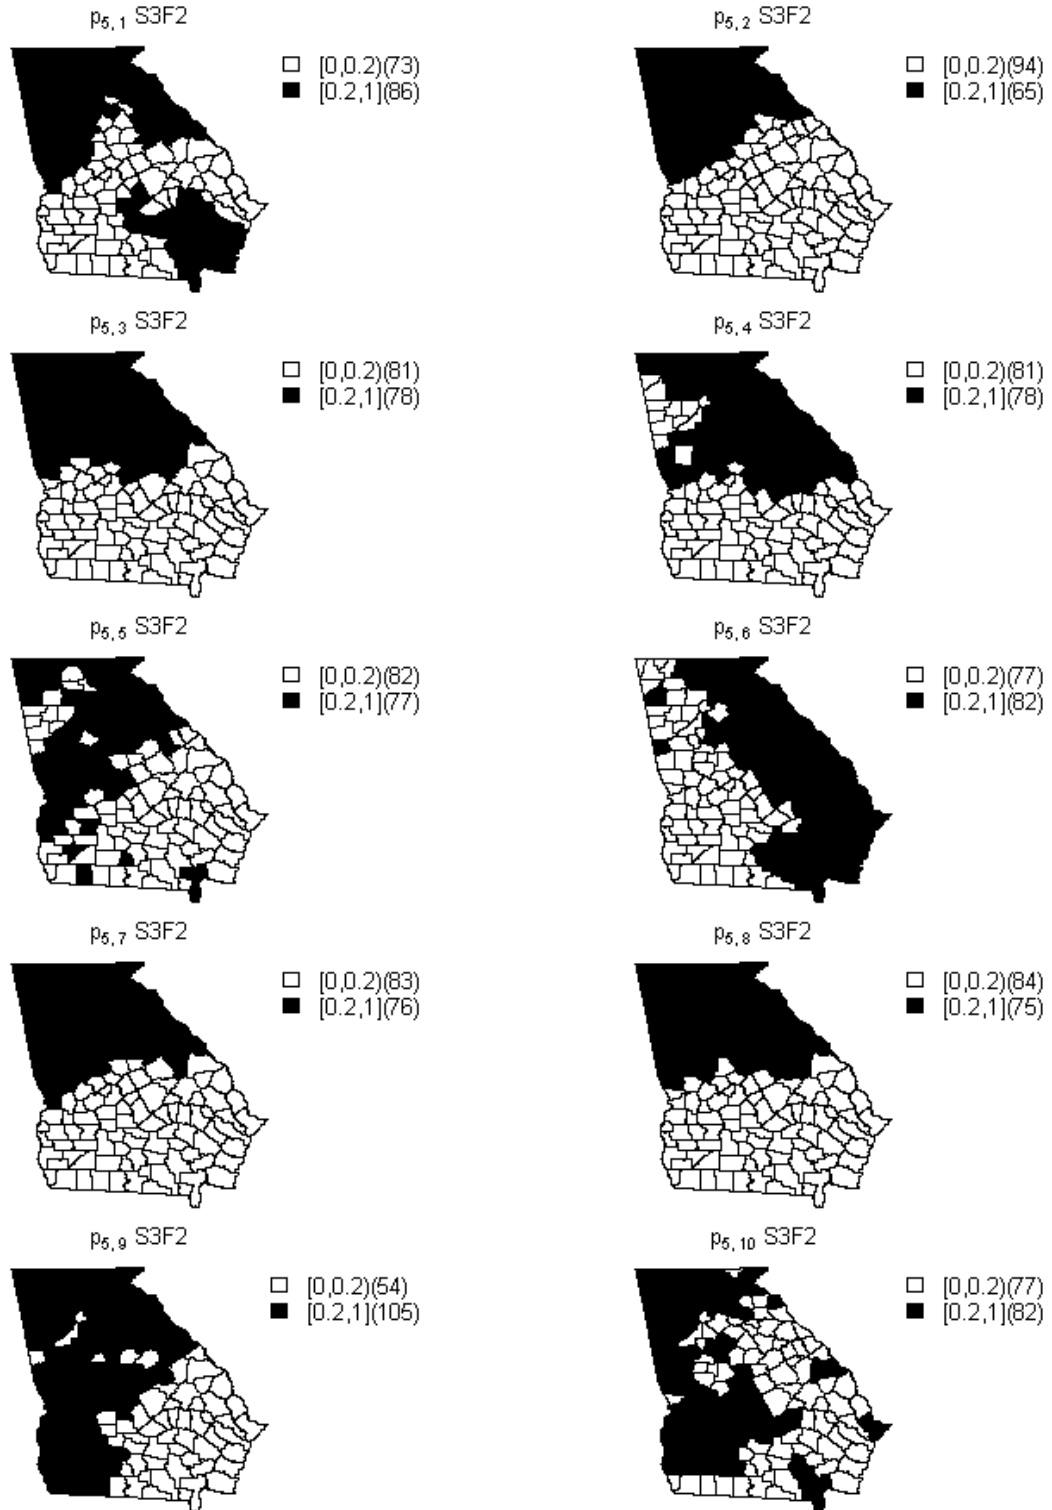 p5, 1 S3F2
[0,0.2)(73)
[0.2,1](86)
p5, 2 S3F2
[0,0.2)(94)
[0.2,1](65)
p5, 3 S3F2
[0,0.2)(81)
[0.2,1](78)
p5, 4 S3F2
[0,0.2)(81)
[0.2,1](78)
p5, 5 S3F2
[0,0.2)(82)
[0.2,1](77)
p5, 6 S3F2
[0,0.2)(77)
[0.2,1](82)
p5, 7 S3F2
[0,0.2)(83)
[0.2,1](76)
p5, 8 S3F2
[0,0.2)(84)
[0.2,1](75)
p5, 9 S3F2
[0,0.2)(54)
[0.2,1](105)
p5, 10 S3F2
[0,0.2)(77)
[0.2,1](82)